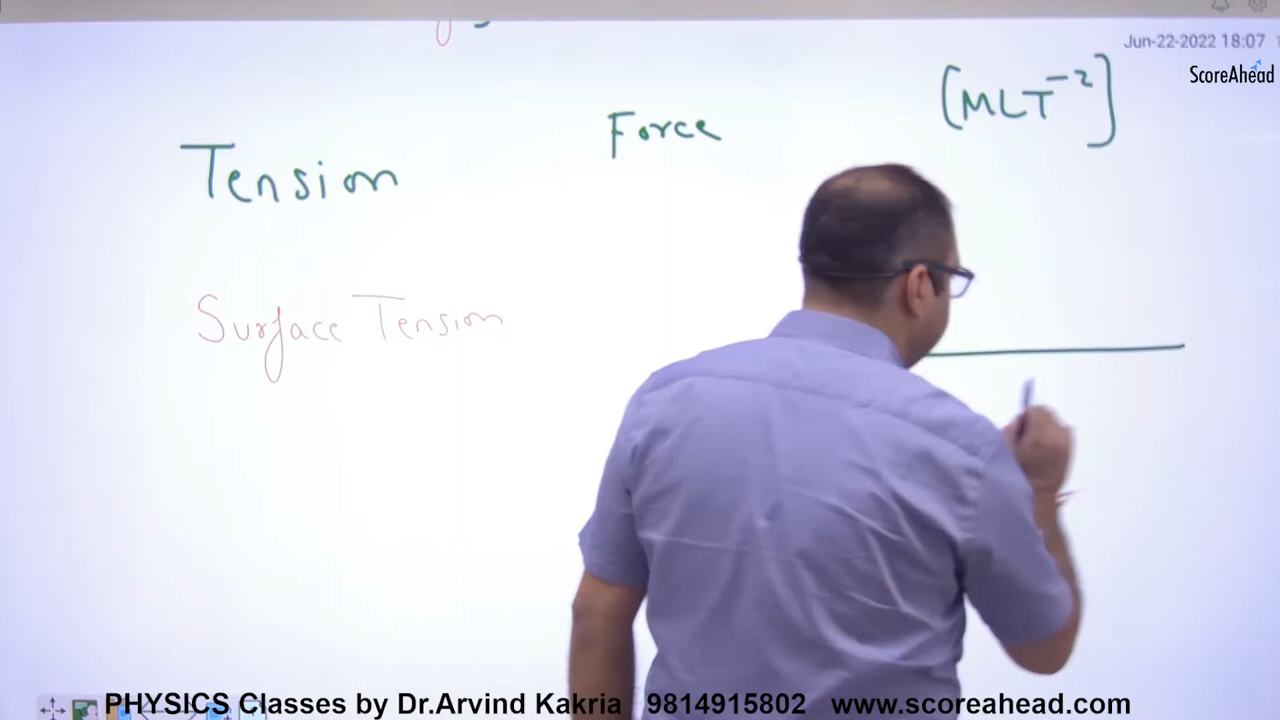 Jun-22-2022 18:07
ScoreAhead
[MLT⁻²]
Force
Tension
Surface Tension
PHYSICS Classes by Dr.Arvind Kakria 9814915802 www.scoreahead.com